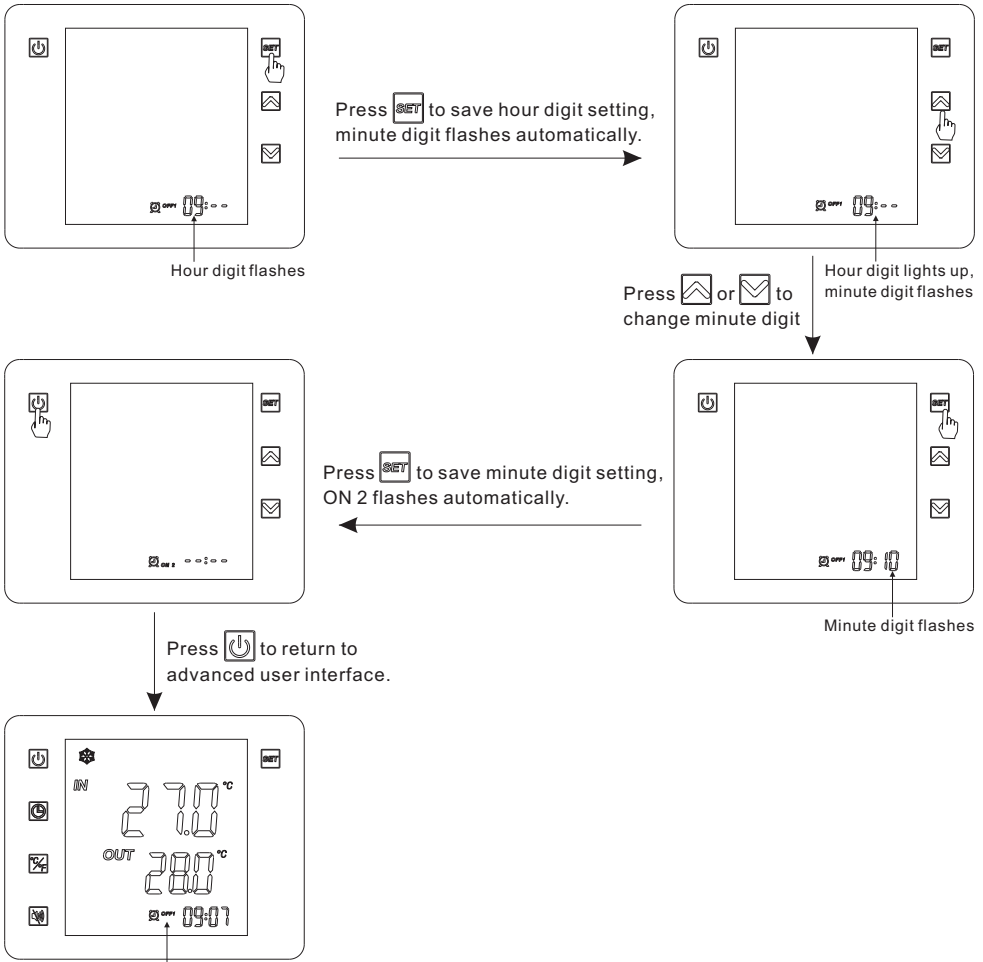 SET
Press SET to save hour digit setting,
minute digit flashes automatically.
SET
OFF1 09:--
Hour digit flashes
OFF1 09:--
Hour digit lights up,
minute digit flashes
Press or to
change minute digit
SET
Press SET to save minute digit setting,
ON 2 flashes automatically.
SET
ON 2 --:--
OFF1 09:10
Minute digit flashes
Press to return to
advanced user interface.
SET
IN 27.0 °C
°C/°F
OUT 28.0 °C
OFF1 09:07